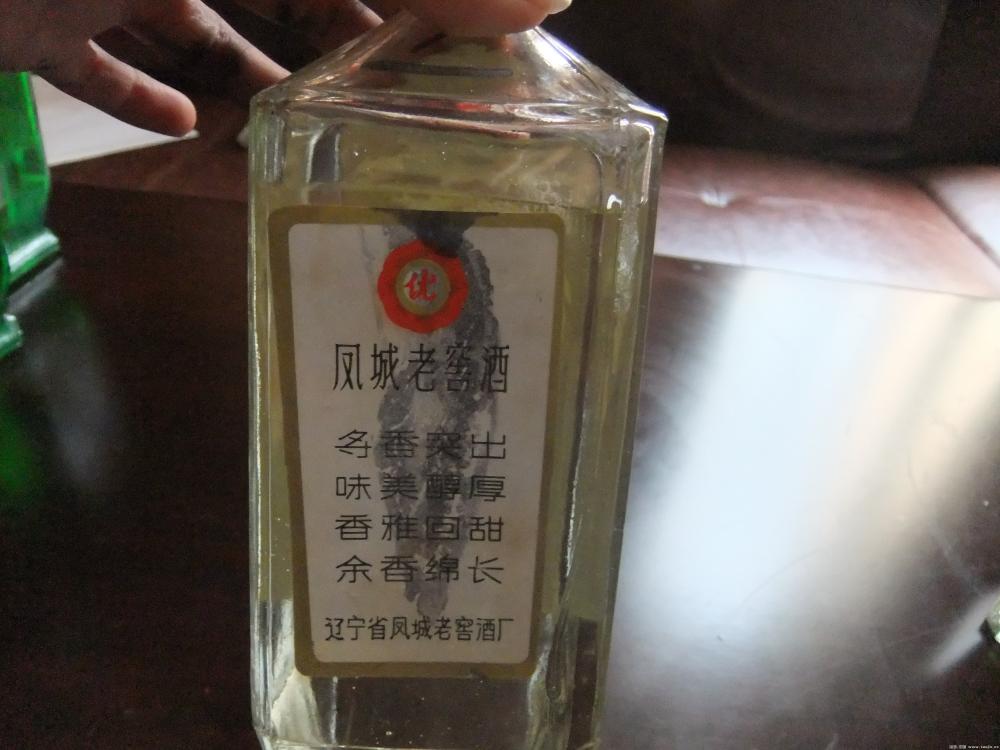 优
凤城老窖酒
多香突出
味美醇厚
香雅回甜
余香绵长
辽宁省凤城老窖酒厂